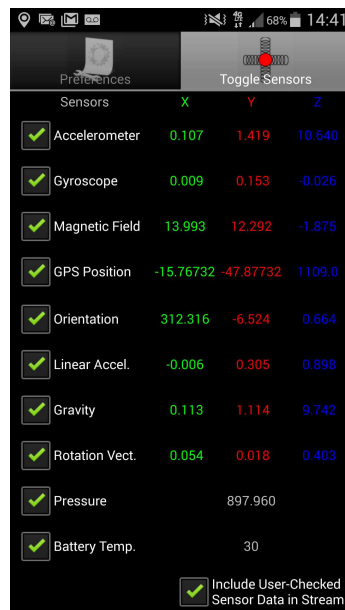 68% 14:41
Preferences Toggle Sensors
Sensors X Y Z
Accelerometer 0.107 1.419 10.640
Gyroscope 0.009 0.153 -0.026
Magnetic Field 13.993 12.292 -1.875
GPS Position -15.76732 -47.87732 1109.0
Orientation 312.316 -6.524 0.664
Linear Accel. -0.006 0.305 0.898
Gravity 0.113 1.114 9.742
Rotation Vect. 0.054 0.018 0.403
Pressure 897.960
Battery Temp. 30
Include User-Checked
Sensor Data in Stream